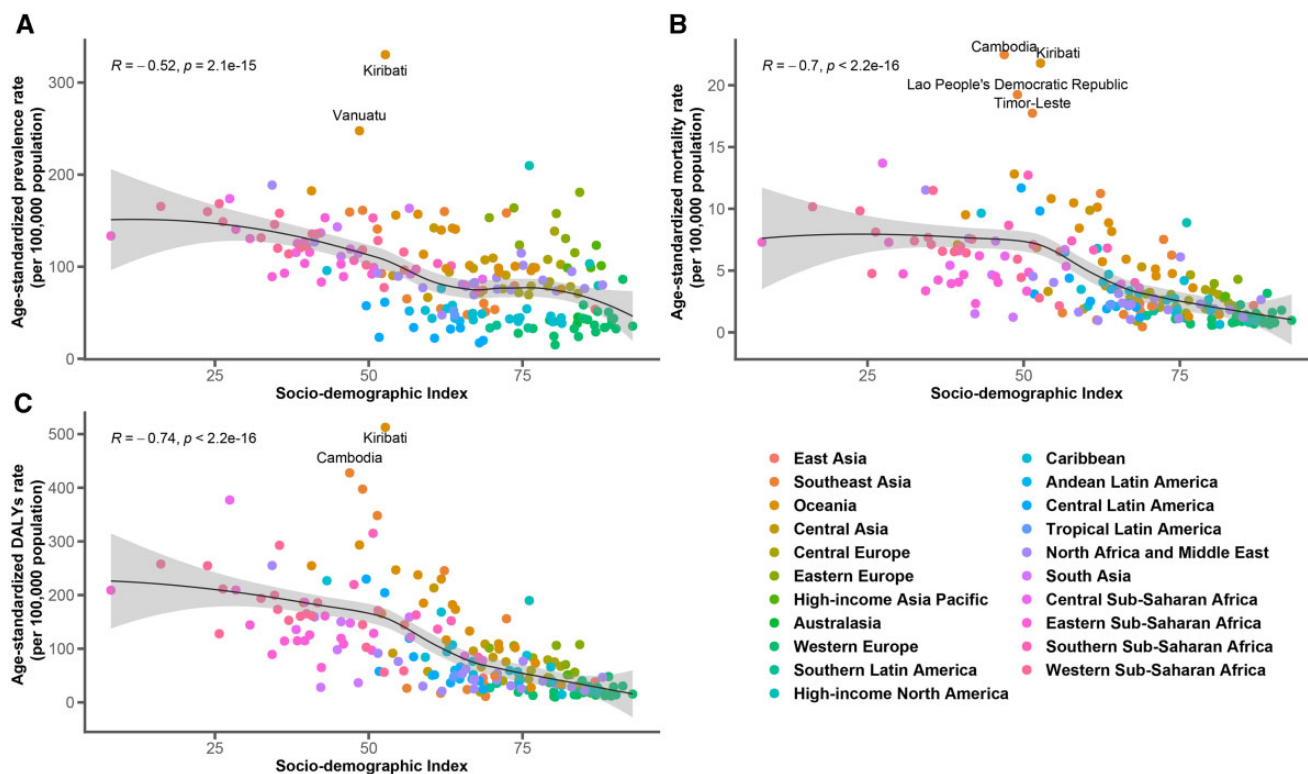 A
Age-standardized prevalence rate
(per 100,000 population)
300
200
100
0
R = −0.52, p = 2.1e-15
Kiribati
Vanuatu
25
50
75
Socio-demographic Index
B
Age-standardized mortality rate
(per 100,000 population)
20
15
10
5
0
R = −0.7, p < 2.2e-16
Cambodia
Kiribati
Lao People's Democratic Republic
Timor-Leste
25
50
75
Socio-demographic Index
C
Age-standardized DALYs rate
(per 100,000 population)
500
400
300
200
100
0
R = −0.74, p < 2.2e-16
Kiribati
Cambodia
25
50
75
Socio-demographic Index
East Asia
Southeast Asia
Oceania
Central Asia
Central Europe
Eastern Europe
High-income Asia Pacific
Australasia
Western Europe
Southern Latin America
High-income North America
Caribbean
Andean Latin America
Central Latin America
Tropical Latin America
North Africa and Middle East
South Asia
Central Sub-Saharan Africa
Eastern Sub-Saharan Africa
Southern Sub-Saharan Africa
Western Sub-Saharan Africa